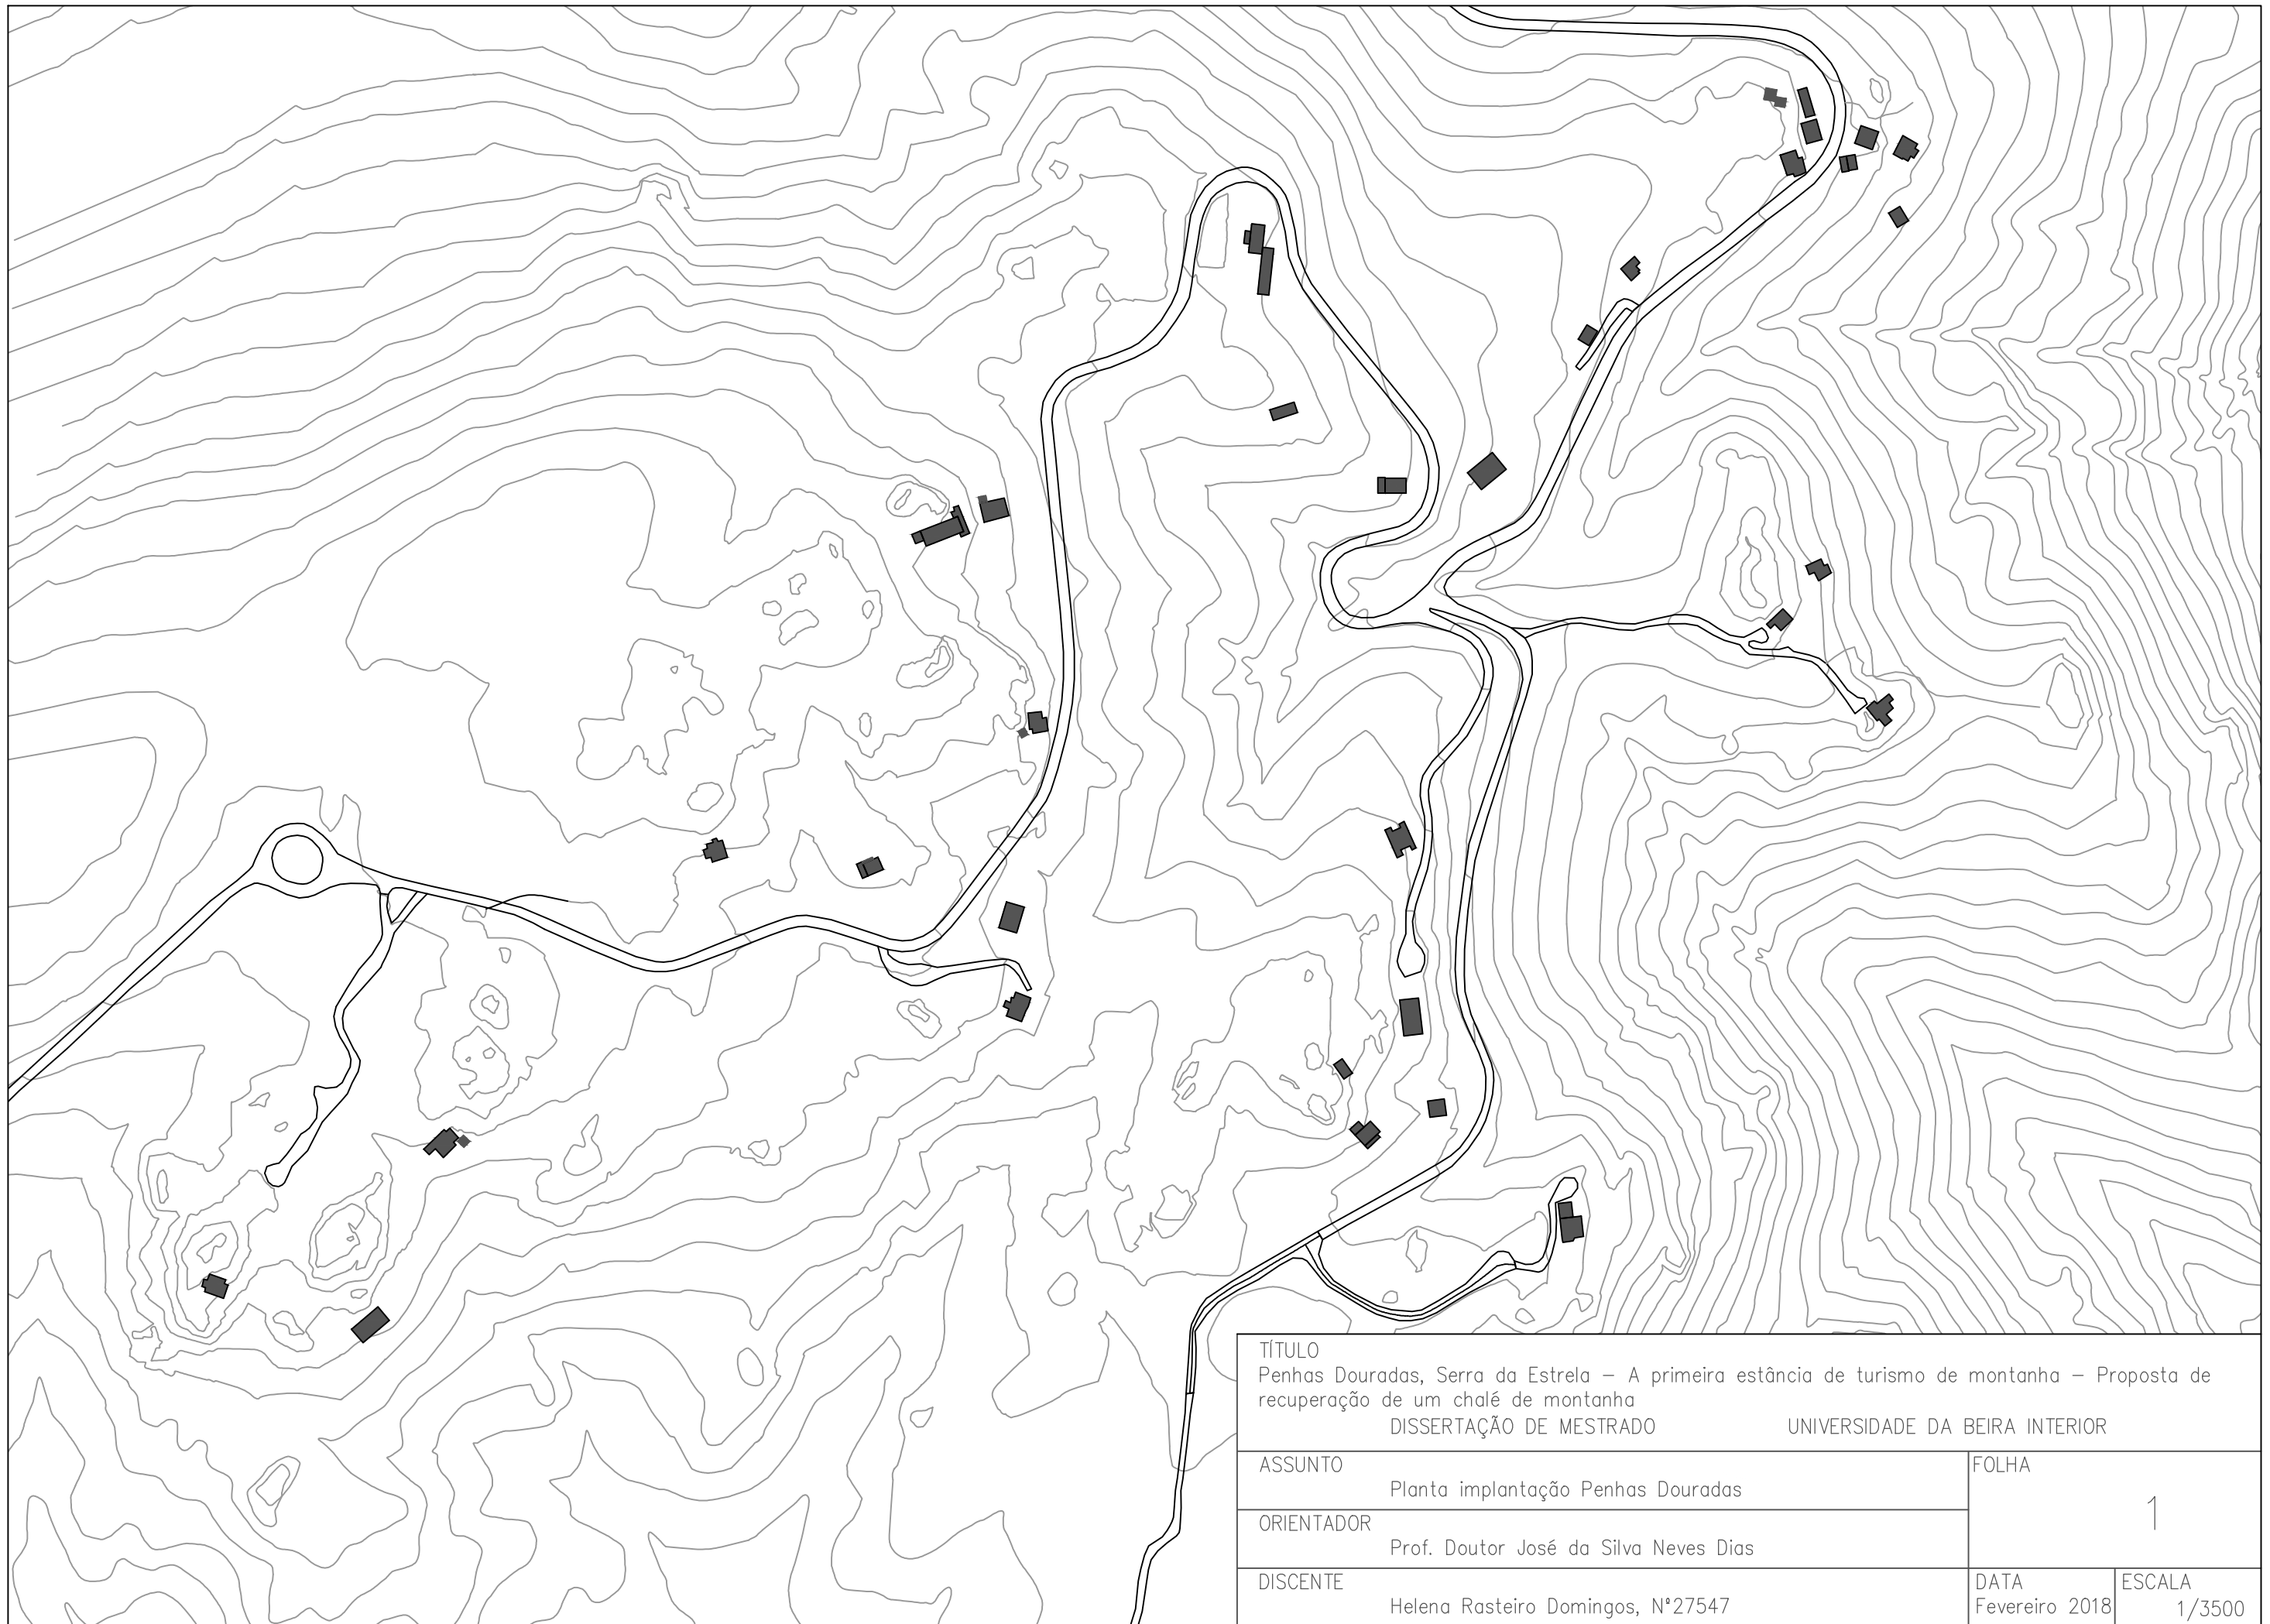 TÍTULO
Penhas Douradas, Serra da Estrela – A primeira estância de turismo de montanha – Proposta de
recuperação de um chalé de montanha
DISSERTAÇÃO DE MESTRADO UNIVERSIDADE DA BEIRA INTERIOR
ASSUNTO
Planta implantação Penhas Douradas
FOLHA
1
ORIENTADOR
Prof. Doutor José da Silva Neves Dias
DISCENTE
Helena Rasteiro Domingos, Nº27547
DATA
Fevereiro 2018
ESCALA
1/3500